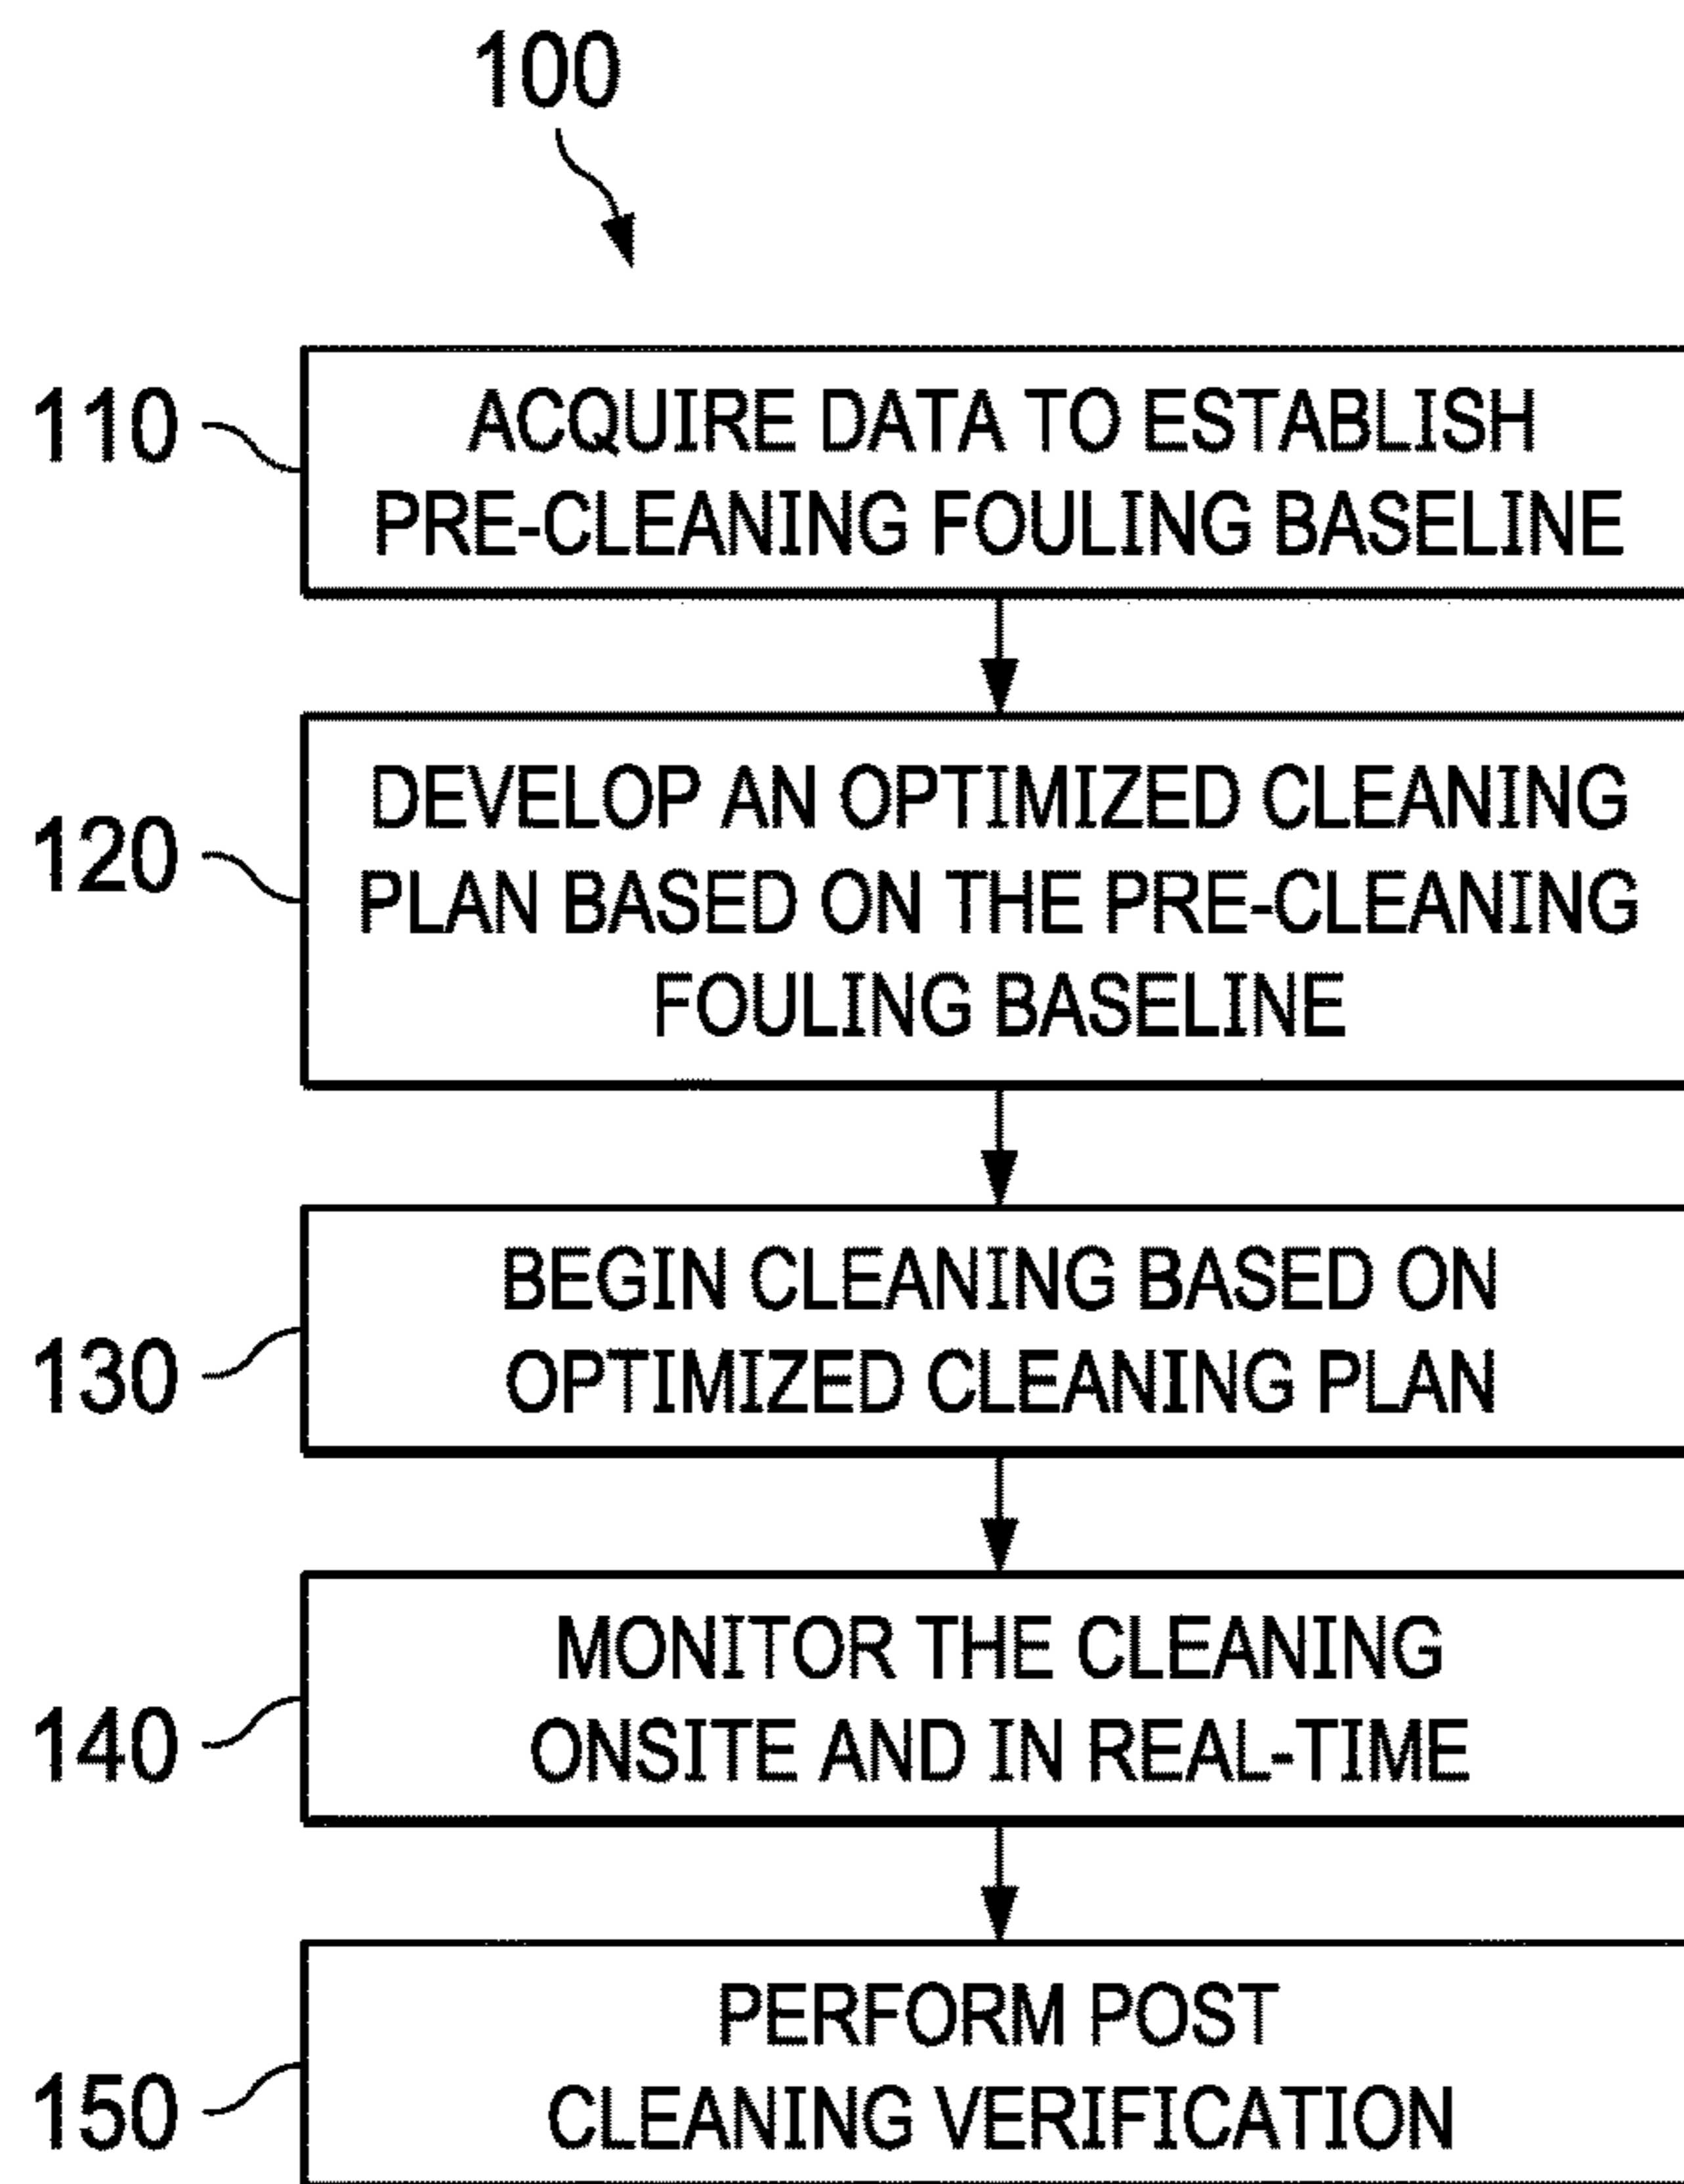 100
110
ACQUIRE DATA TO ESTABLISH
PRE-CLEANING FOULING BASELINE
120
DEVELOP AN OPTIMIZED CLEANING
PLAN BASED ON THE PRE-CLEANING
FOULING BASELINE
130
BEGIN CLEANING BASED ON
OPTIMIZED CLEANING PLAN
140
MONITOR THE CLEANING
ONSITE AND IN REAL-TIME
150
PERFORM POST
CLEANING VERIFICATION